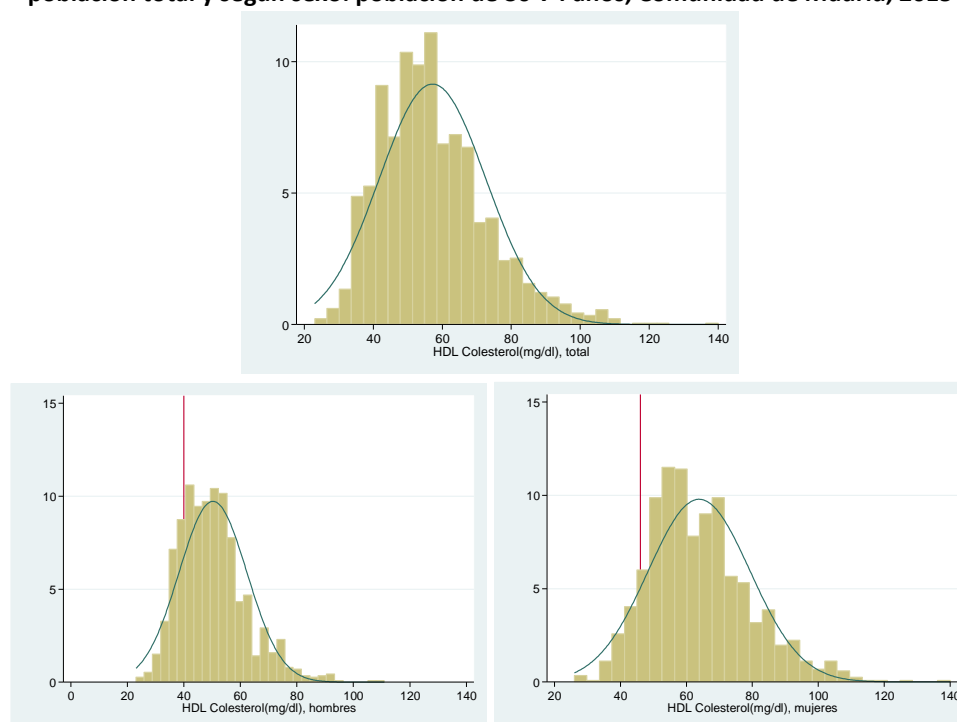 población total y según sexo. población de años, Comunidad de Madrid, 2015
10
5
0
20 40 60 80 100 120 140
HDL Colesterol(mg/dl), total
15
10
5
0
0 20 40 60 80 100 120 140
HDL Colesterol(mg/dl), hombres
15
10
5
0
20 40 60 80 100 120 140
HDL Colesterol(mg/dl), mujeres